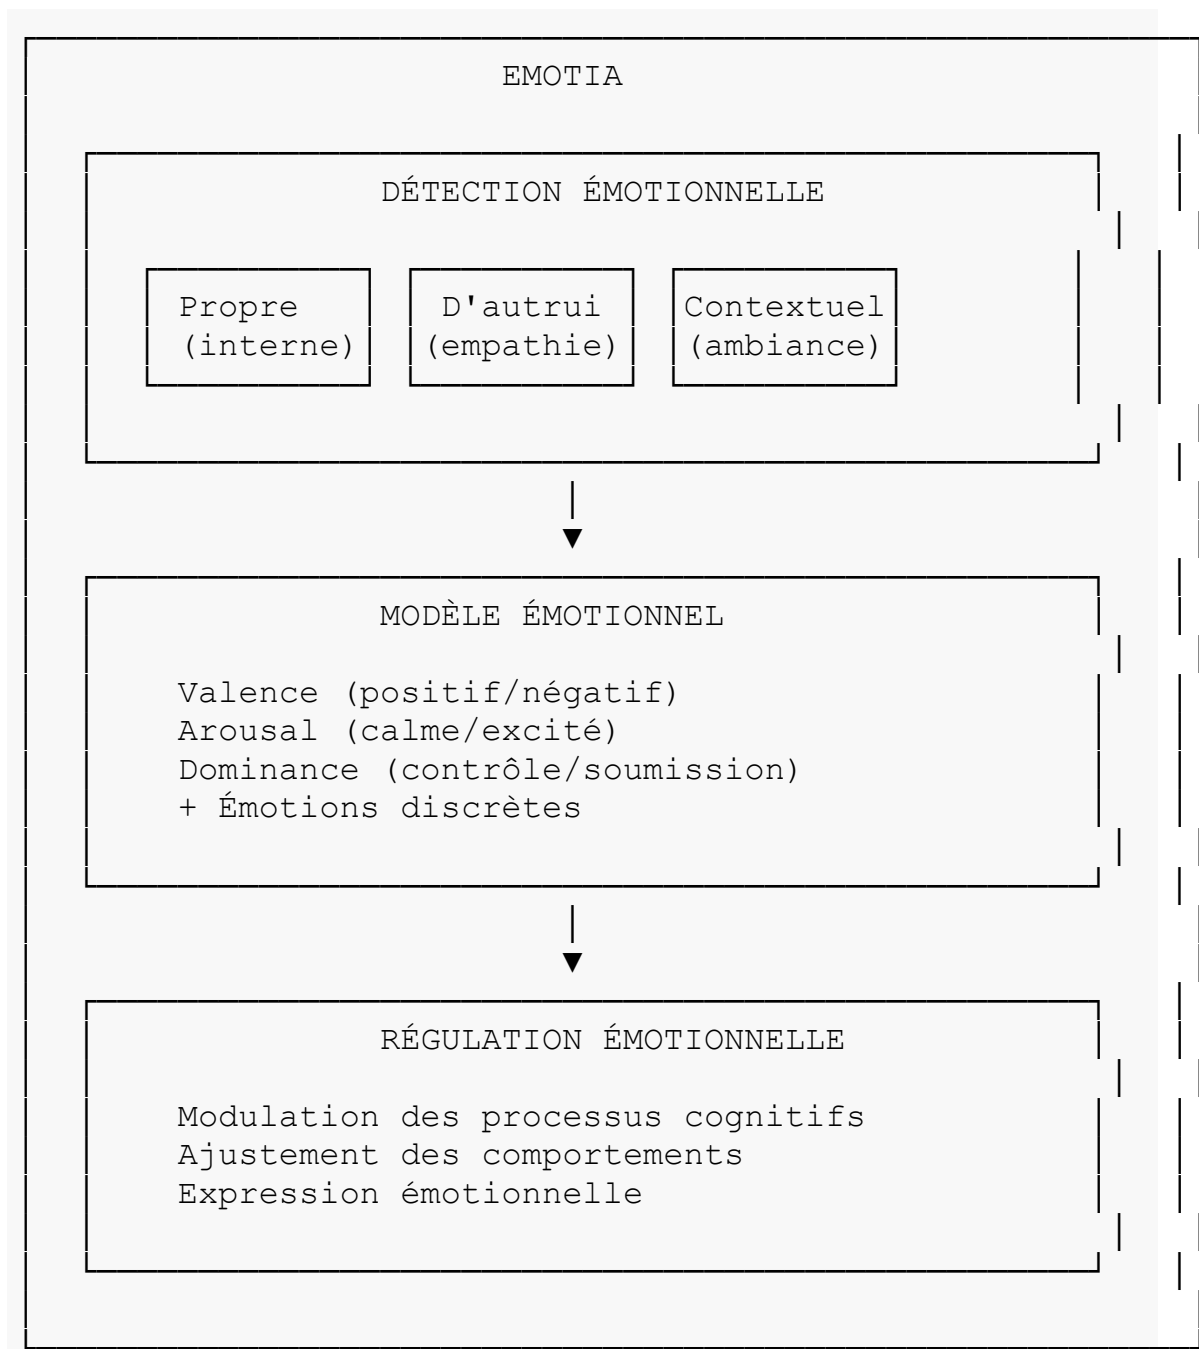 EMOTIA
DÉTECTION ÉMOTIONNELLE
Propre D'autrui Contextuel
(interne) (empathie) (ambiance)
MODÈLE ÉMOTIONNEL
Valence (positif/négatif)
Arousal (calme/excité)
Dominance (contrôle/soumission)
+ Émotions discrètes
RÉGULATION ÉMOTIONNELLE
Modulation des processus cognitifs
Ajustement des comportements
Expression émotionnelle